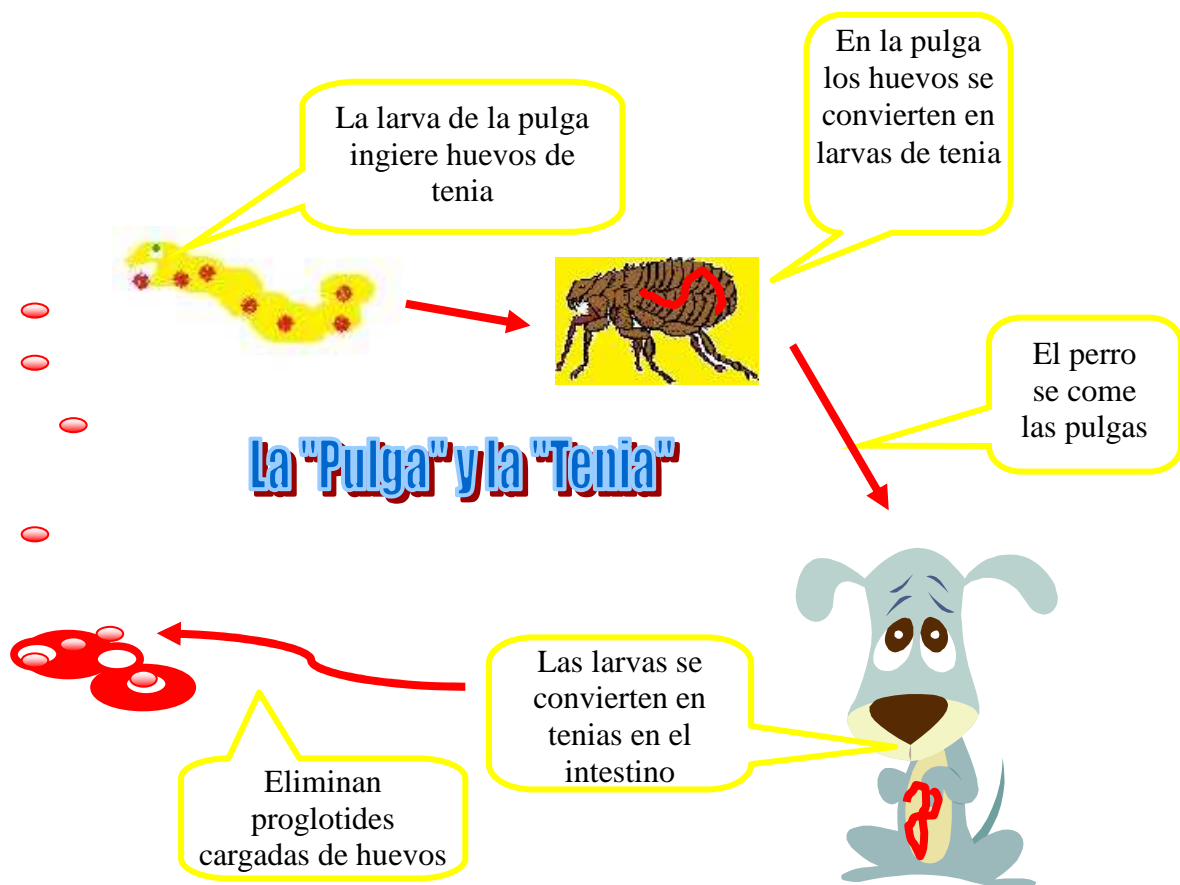 La larva de la pulga
ingiere huevos de
tenia
En la pulga
los huevos se
convierten en
larvas de tenia
El perro
se come
las pulgas
La "Pulga" y la "Tenia"
Las larvas se
convierten en
tenias en el
intestino
Eliminan
proglotides
cargadas de huevos